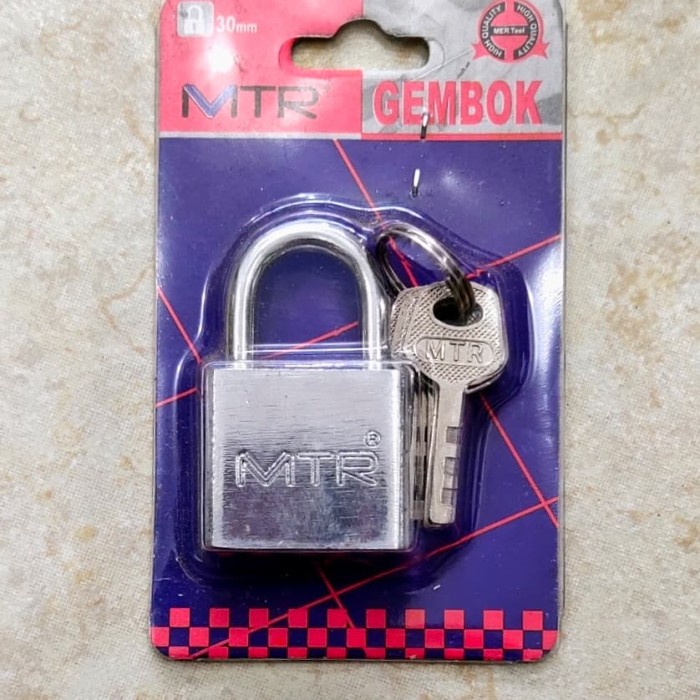 30mm
HIGH QUALITY
HIGH QUALITY
MER Tool
MTR
GEMBOK
MTR
MTR®